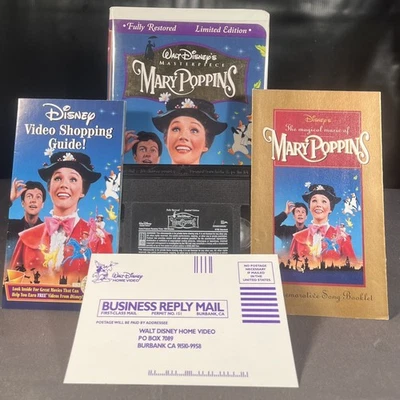 Fully Restored Limited Edition
WALT DISNEY'S
MASTERPIECE
MARY POPPINS
DISNEY
Video Shopping
Guide!
Look Inside For Great Movies That Can
Help You Earn FREE Videos From Disney
DISNEY'S
The magical movie of
MARY POPPINS
Commemorative Song Booklet
WALT DISNEY
HOME VIDEO
NO POSTAGE
NECESSARY
IF MAILED
IN THE
UNITED STATES
BUSINESS REPLY MAIL
FIRST-CLASS MAIL PERMIT NO. 103 BURBANK, CA
POSTAGE WILL BE PAID BY ADDRESSEE
WALT DISNEY HOME VIDEO
PO BOX 7089
BURBANK CA 91510-9958